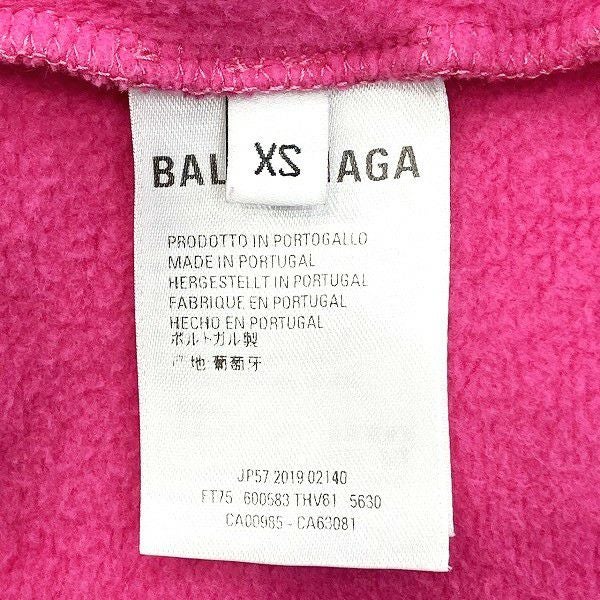 XS
BAL AGA
PRODOTTO IN PORTOGALLO
MADE IN PORTUGAL
HERGESTELLT IN PORTUGAL
FABRIQUE EN PORTUGAL
HECHO EN PORTUGAL
ポルトガル製
产地:葡萄牙
JP57 2019 02140
FT75 600583 THV61 5630
CA00965 - CA63081